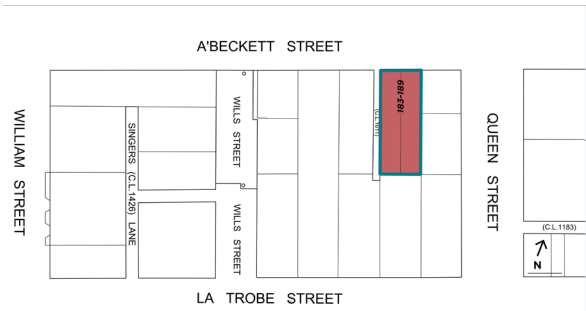 A'BECKETT STREET
183-189
WILLS STREET
(C.L.1611)
WILLIAM STREET
SINGERS (C.L.1426) LANE
QUEEN STREET
WILLS STREET
(C.L.1183)
N
LA TROBE STREET